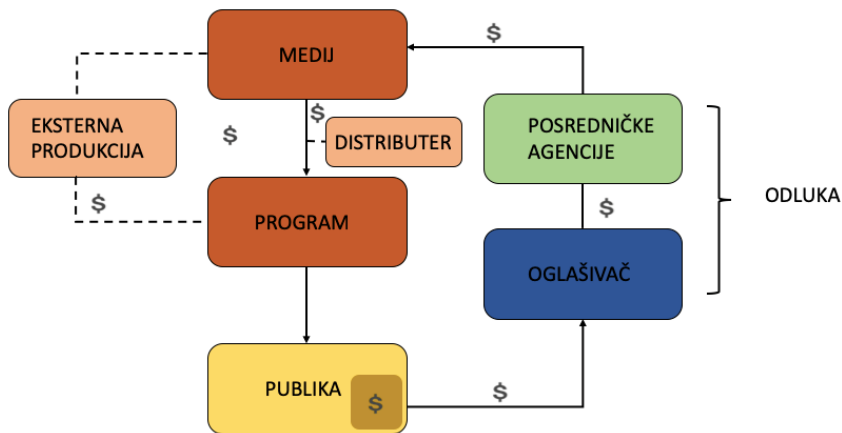 $
MEDIJ
$
EKSTERNA
PRODUKCIJA
$
DISTRIBUTER
POSREDNIČKE
AGENCIJE
$
$
ODLUKA
PROGRAM
OGLAŠIVAČ
PUBLIKA
$
$